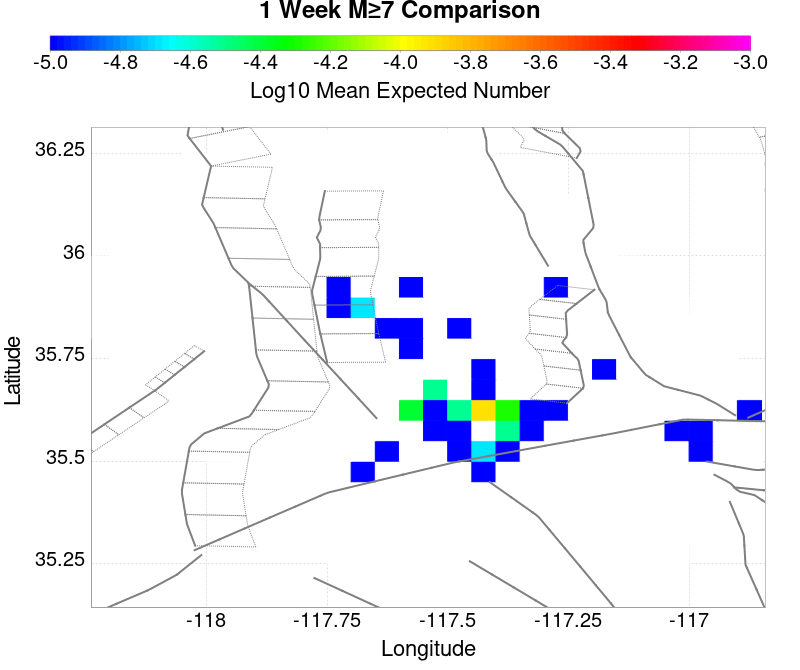 1 Week M≥7 Comparison
-5.0 -4.8 -4.6 -4.4 -4.2 -4.0 -3.8 -3.6 -3.4 -3.2 -3.0
Log10 Mean Expected Number
36.25
36
35.75
35.5
35.25
Latitude
-118 -117.75 -117.5 -117.25 -117
Longitude